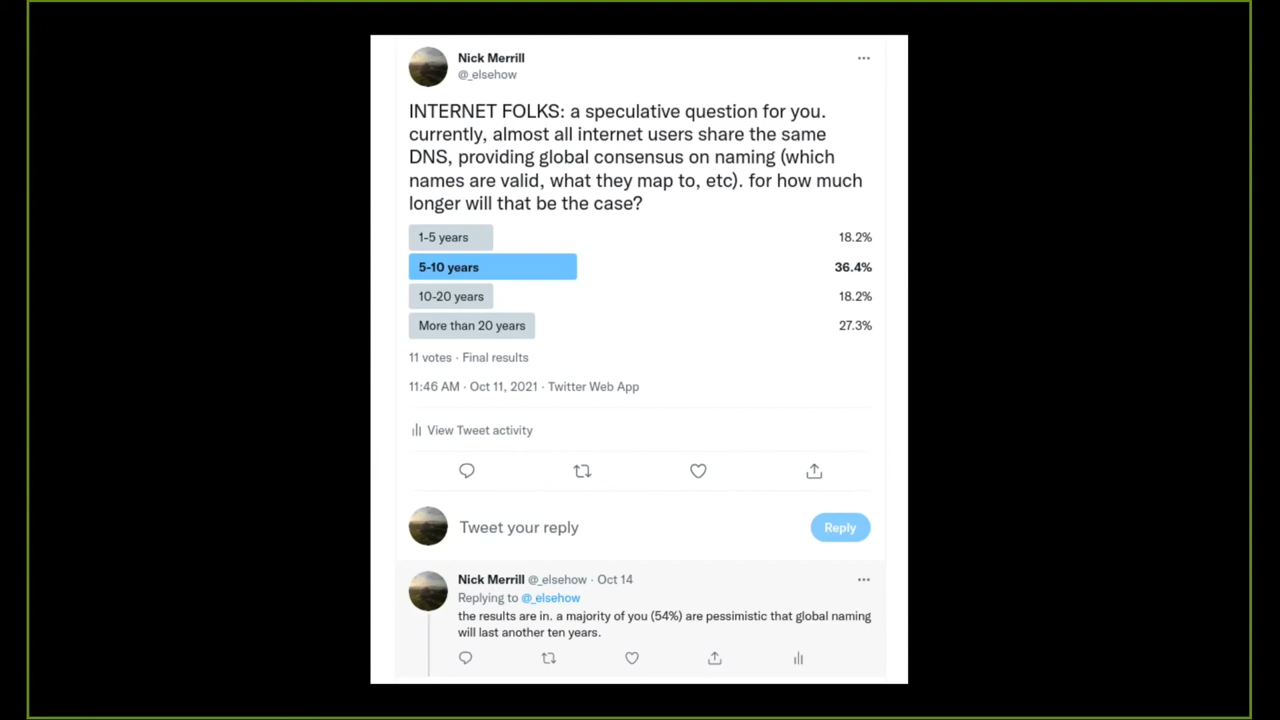 Nick Merrill
@_elsehow
INTERNET FOLKS: a speculative question for you.
currently, almost all internet users share the same
DNS, providing global consensus on naming (which
names are valid, what they map to, etc). for how much
longer will that be the case?
1-5 years 18.2%
5-10 years 36.4%
10-20 years 18.2%
More than 20 years 27.3%
11 votes · Final results
11:46 AM · Oct 11, 2021 · Twitter Web App
View Tweet activity
Tweet your reply Reply
Nick Merrill @_elsehow · Oct 14
Replying to @_elsehow
the results are in. a majority of you (54%) are pessimistic that global naming
will last another ten years.